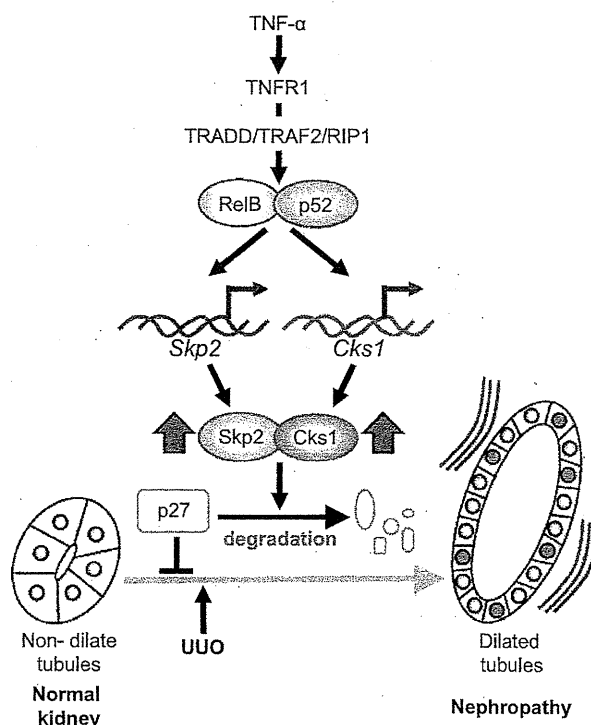 TNF-α
TNFR1
TRADD/TRAF2/RIP1
RelB p52
Skp2 Cks1
Skp2 Cks1
p27
degradation
Non- dilate
tubules
Normal
kidney
UUO
Dilated
tubules
Nephropathy